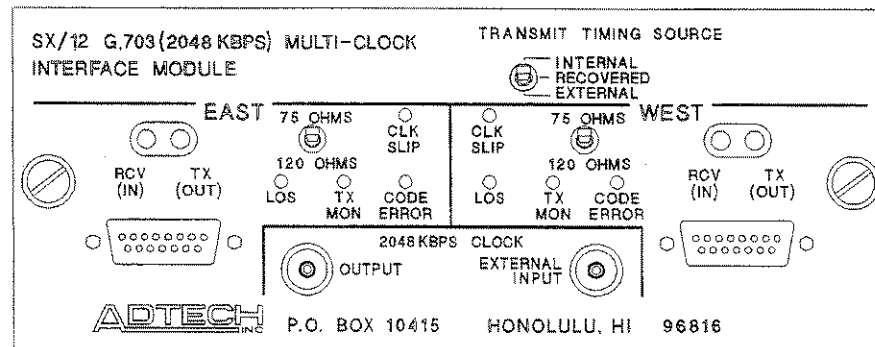 SX/12 G.703(2048 KBPS) MULTI-CLOCK
INTERFACE MODULE
TRANSMIT TIMING SOURCE
INTERNAL
RECOVERED
EXTERNAL
EAST
75 OHMS
120 OHMS
CLK
SLIP
RCV
(IN)
TX
(OUT)
LOS
TX
MON
CODE
ERROR
WEST
CLK
SLIP
75 OHMS
120 OHMS
LOS
TX
MON
CODE
ERROR
RCV
(IN)
TX
(OUT)
2048KBPS CLOCK
OUTPUT
EXTERNAL
INPUT
ADTECH INC
P.O. BOX 10415 HONOLULU, HI 96816